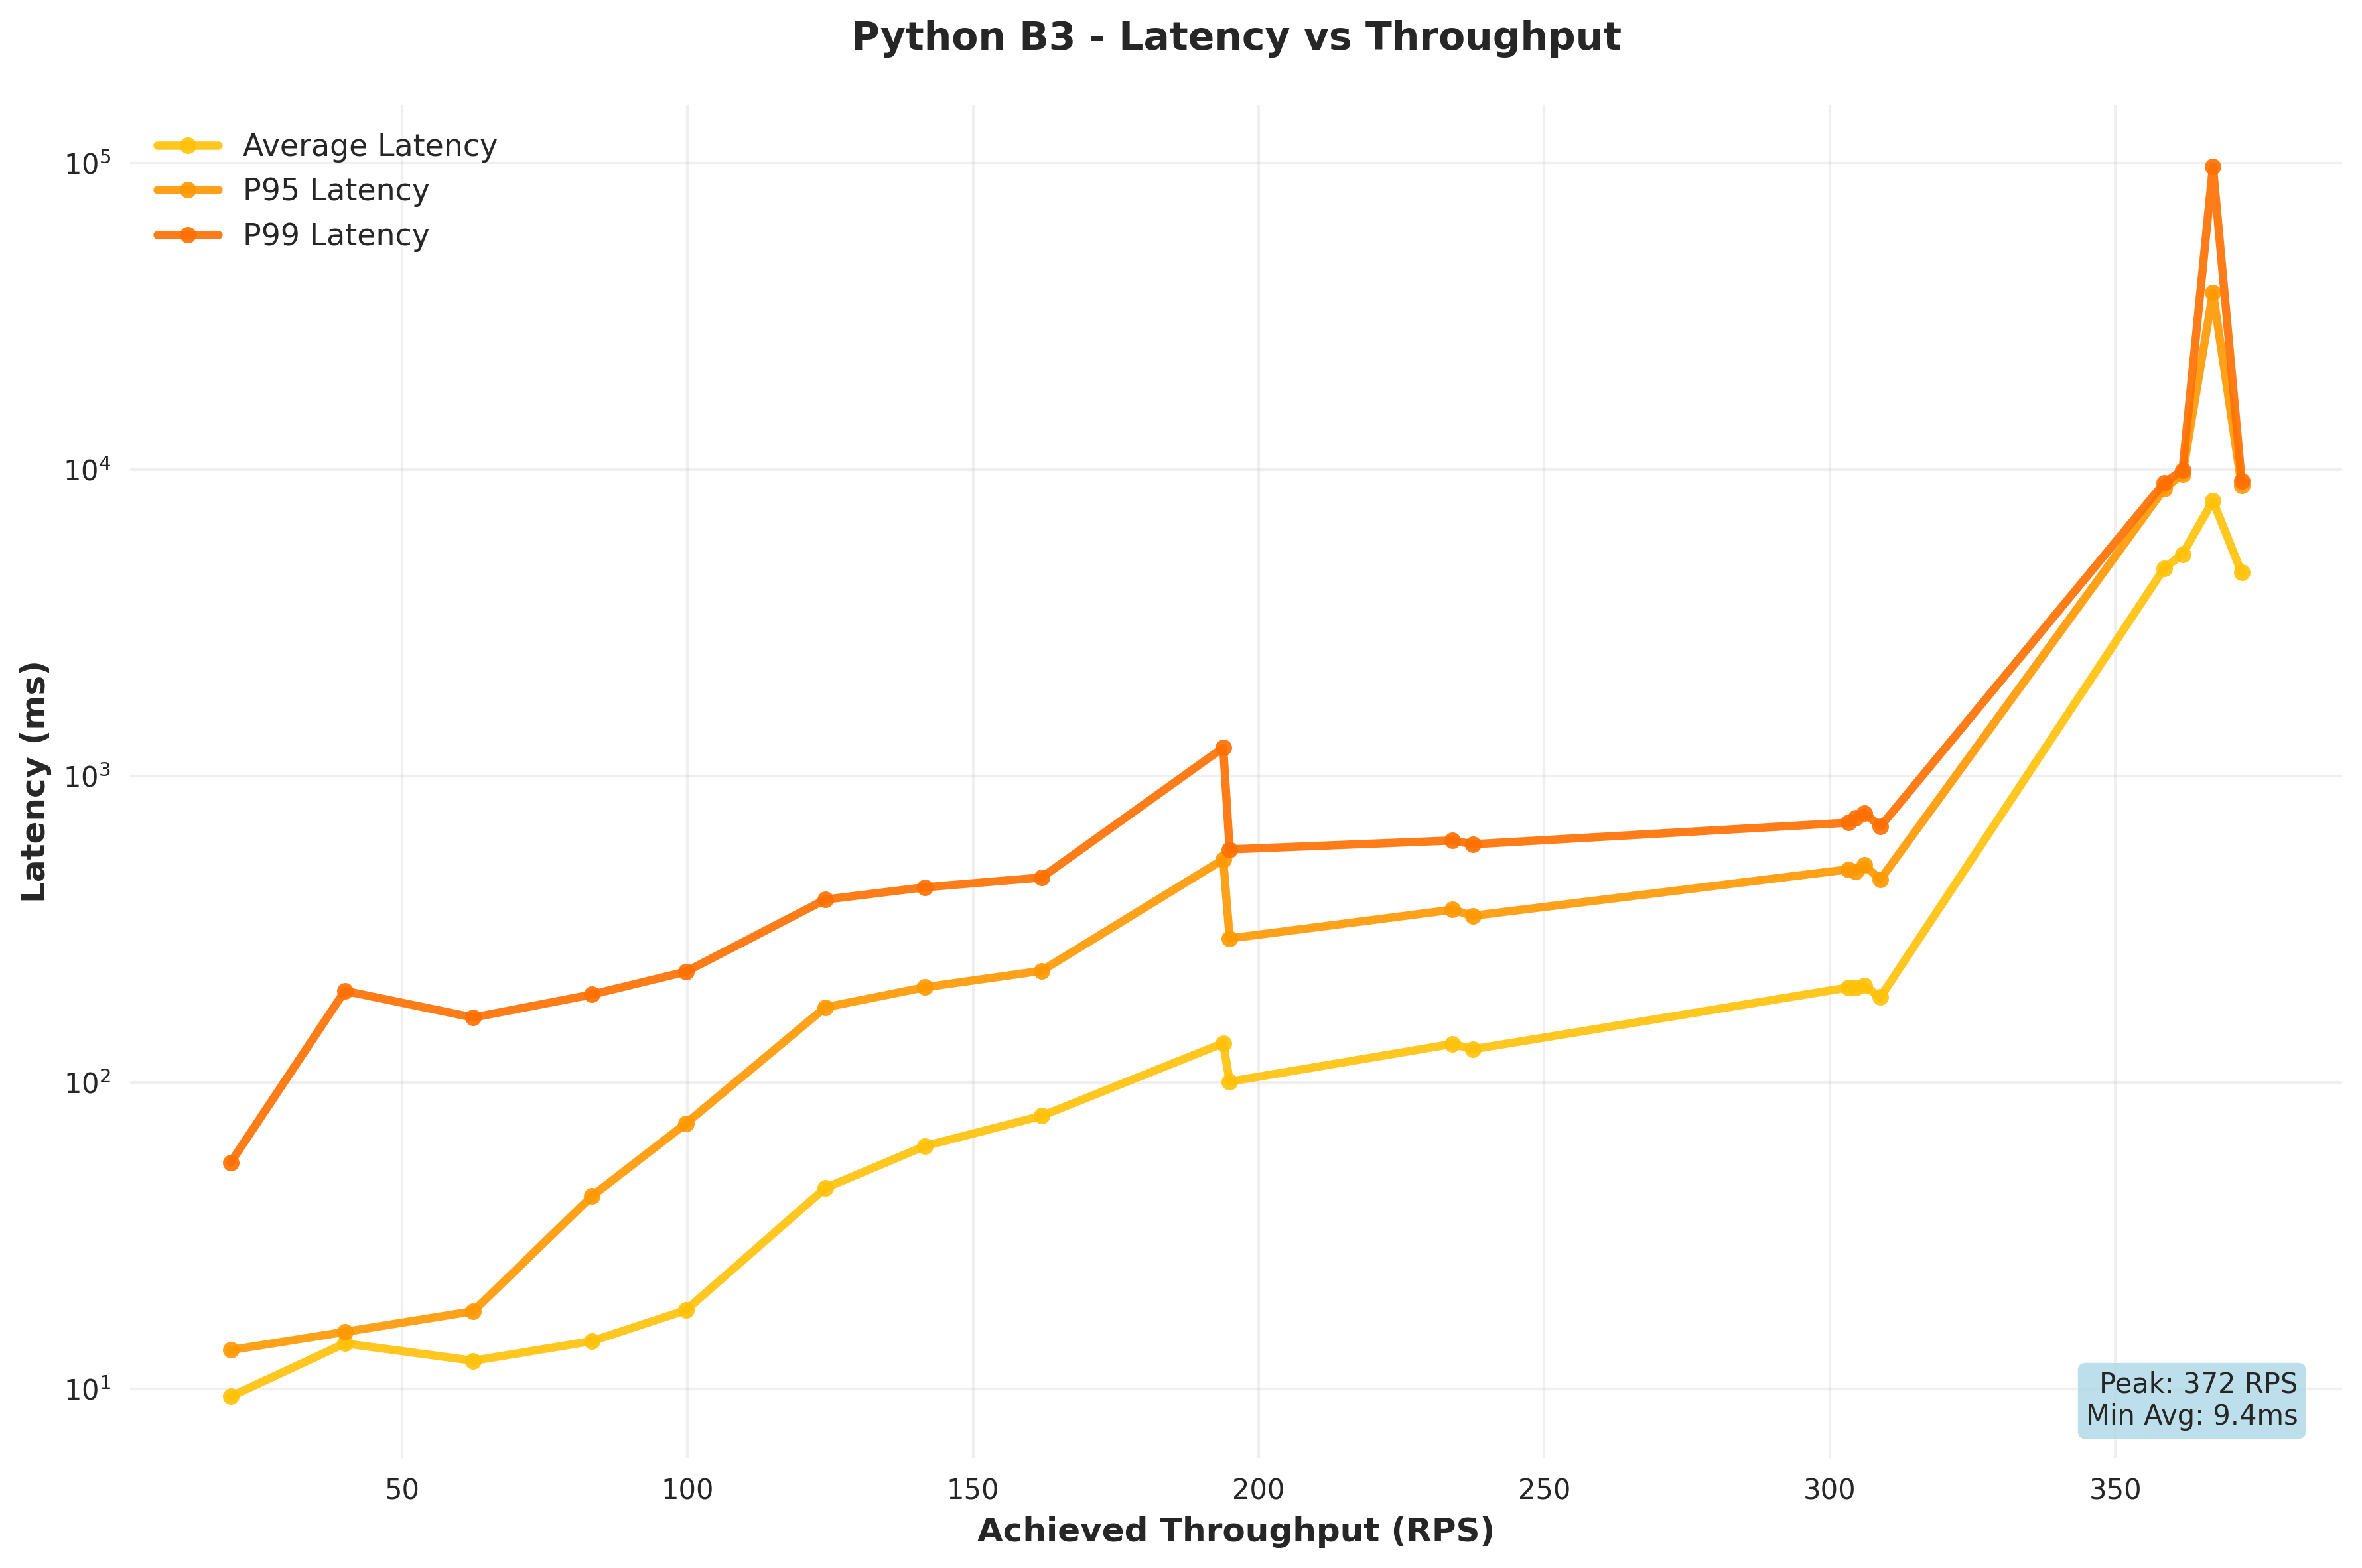 Python B3 - Latency vs Throughput
Average Latency
P95 Latency
P99 Latency
10⁵
10⁴
10³
10²
10¹
Latency (ms)
Peak: 372 RPS
Min Avg: 9.4ms
50 100 150 200 250 300 350
Achieved Throughput (RPS)